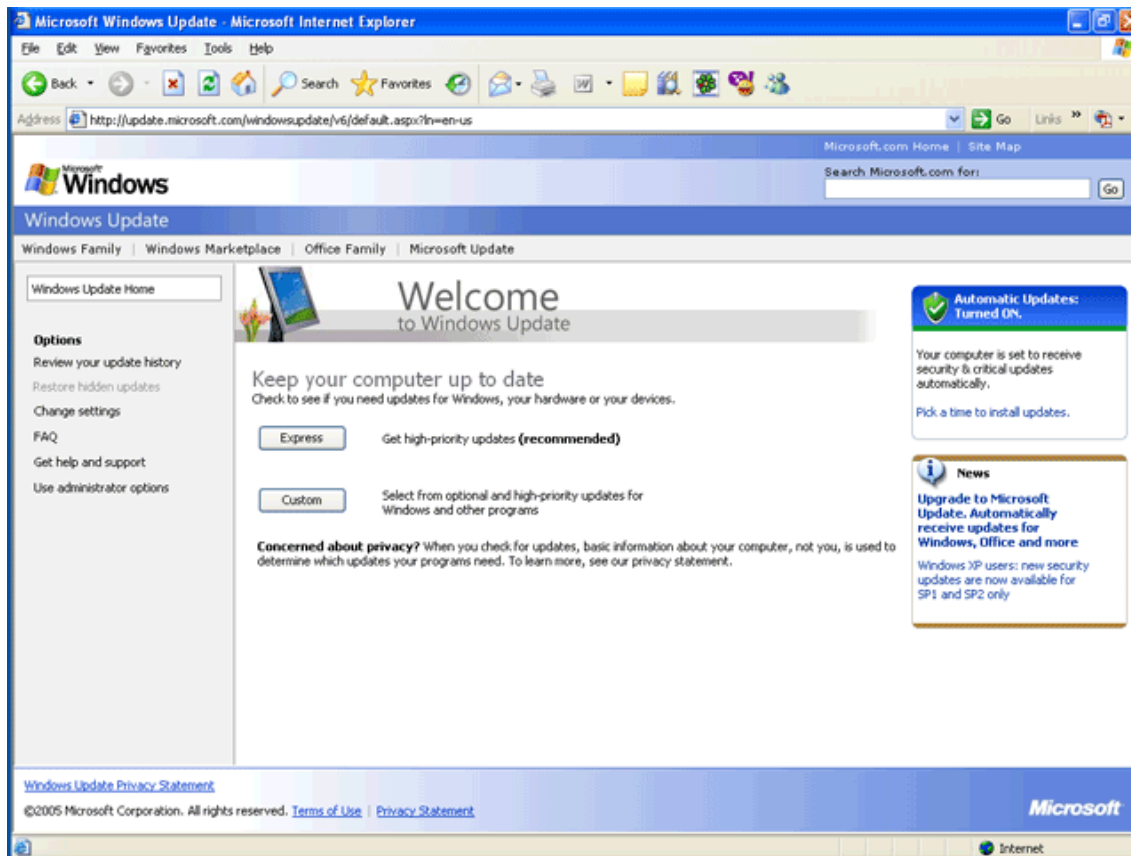 Microsoft Windows Update - Microsoft Internet Explorer
File Edit View Favorites Tools Help
Back Search Favorites
Address http://update.microsoft.com/windowsupdate/v6/default.aspx?ln=en-us Go Links »
Microsoft.com Home | Site Map
Microsoft
Windows
Search Microsoft.com for:
Go
Windows Update
Windows Family | Windows Marketplace | Office Family | Microsoft Update
Windows Update Home
Options
Review your update history
Restore hidden updates
Change settings
FAQ
Get help and support
Use administrator options
Welcome
to Windows Update
Keep your computer up to date
Check to see if you need updates for Windows, your hardware or your devices.
Express Get high-priority updates (recommended)
Custom Select from optional and high-priority updates for
Windows and other programs
Concerned about privacy? When you check for updates, basic information about your computer, not you, is used to
determine which updates your programs need. To learn more, see our privacy statement.
Automatic Updates:
Turned ON.
Your computer is set to receive
security & critical updates
automatically.
Pick a time to install updates.
News
Upgrade to Microsoft
Update. Automatically
receive updates for
Windows, Office and more
Windows XP users: new security
updates are now available for
SP1 and SP2 only
Windows Update Privacy Statement
©2005 Microsoft Corporation. All rights reserved. Terms of Use | Privacy Statement
Microsoft
Internet